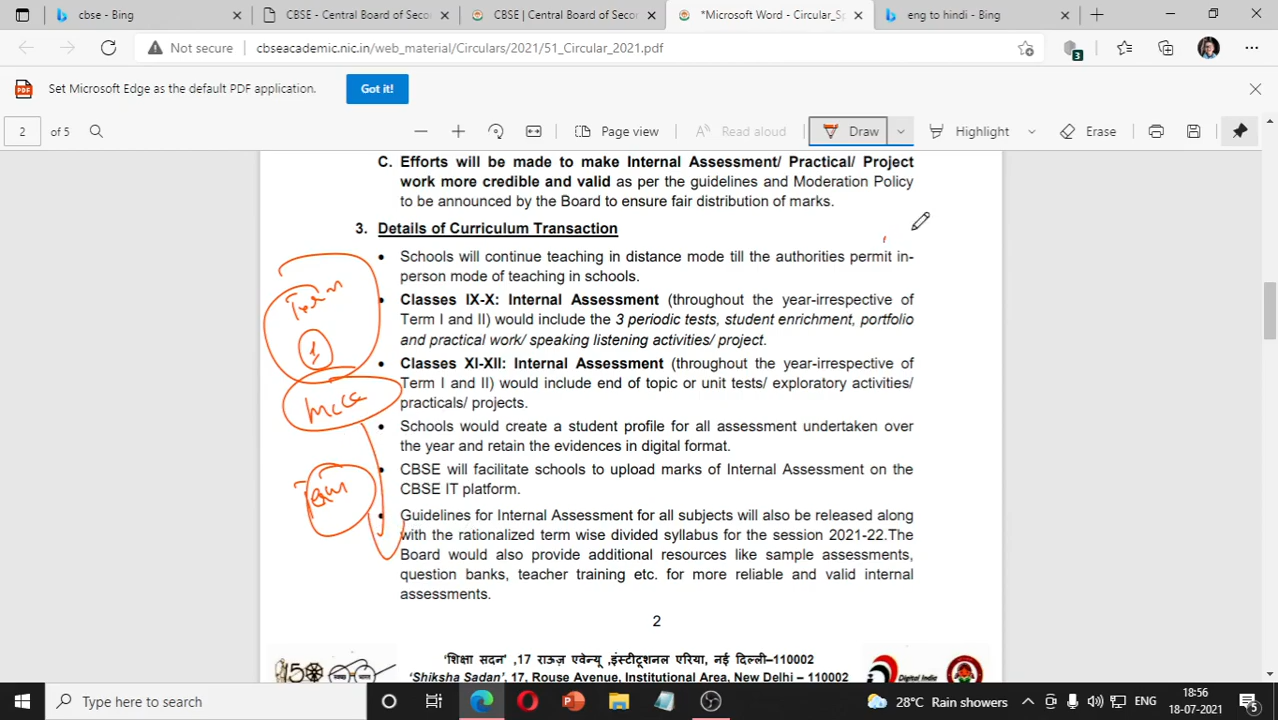 cbse - Bing
CBSE - Central Board of Secon
CBSE | Central Board of Secon
*Microsoft Word - Circular_Sp
eng to hindi - Bing
Not secure
cbseacademic.nic.in/web_material/Circulars/2021/51_Circular_2021.pdf
3
Set Microsoft Edge as the default PDF application.
Got it!
2 of 5
Page view
Read aloud
Draw
Highlight
Erase
C. Efforts will be made to make Internal Assessment/ Practical/ Project
work more credible and valid as per the guidelines and Moderation Policy
to be announced by the Board to ensure fair distribution of marks.
3. Details of Curriculum Transaction
• Schools will continue teaching in distance mode till the authorities permit in-
person mode of teaching in schools.
• Classes IX-X: Internal Assessment (throughout the year-irrespective of
Term I and II) would include the 3 periodic tests, student enrichment, portfolio
and practical work/ speaking listening activities/ project.
• Classes XI-XII: Internal Assessment (throughout the year-irrespective of
Term I and II) would include end of topic or unit tests/ exploratory activities/
practicals/ projects.
• Schools would create a student profile for all assessment undertaken over
the year and retain the evidences in digital format.
• CBSE will facilitate schools to upload marks of Internal Assessment on the
CBSE IT platform.
• Guidelines for Internal Assessment for all subjects will also be released along
with the rationalized term wise divided syllabus for the session 2021-22.The
Board would also provide additional resources like sample assessments,
question banks, teacher training etc. for more reliable and valid internal
assessments.
Term
1
Term
2
'शिक्षा सदन' ,17 राऊज़ एवेन्यू ,इंस्टीटूशनल एरिया, नई दिल्ली–110002
'Shiksha Sadan', 17, Rouse Avenue, Institutional Area, New Delhi – 110002
Digital India
Type here to search
28°C Rain showers
ENG
18:56
18-07-2021
5